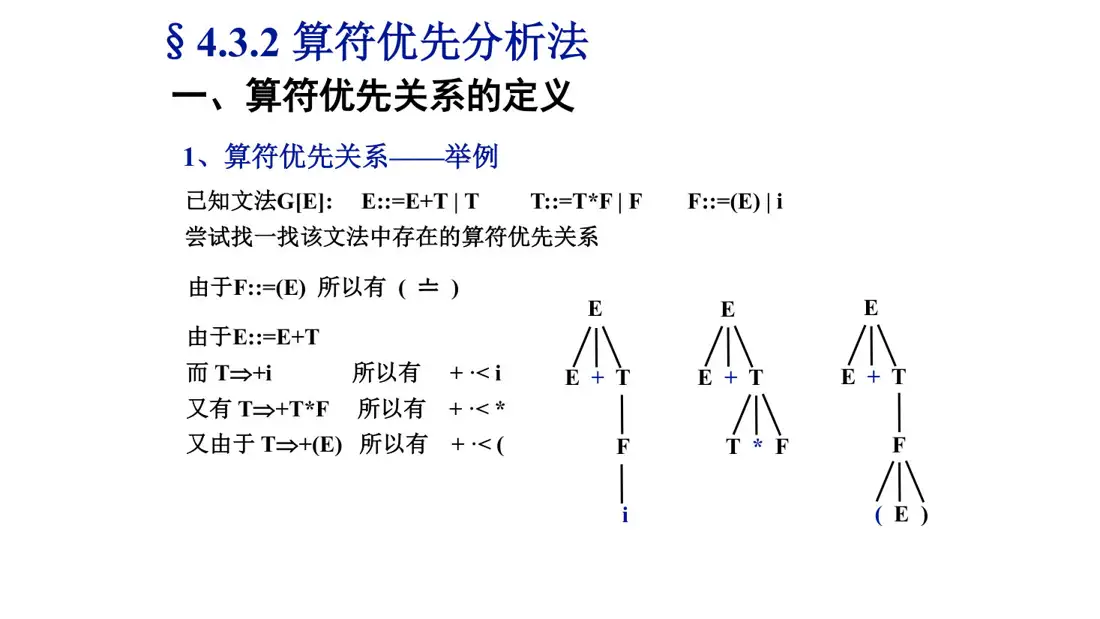 § 4.3.2 算符优先分析法
一、算符优先关系的定义
1、算符优先关系——举例
已知文法G[E]: E::=E+T | T T::=T*F | F F::=(E) | i
尝试找一找该文法中存在的算符优先关系
由于F::=(E) 所以有 ( ≐ )
由于E::=E+T
而 T⇒+i 所以有 + ·< i
又有 T⇒+T*F 所以有 + ·< *
又由于 T⇒+(E) 所以有 + ·< (
E E E
E + T E + T E + T
F T * F F
i ( E )